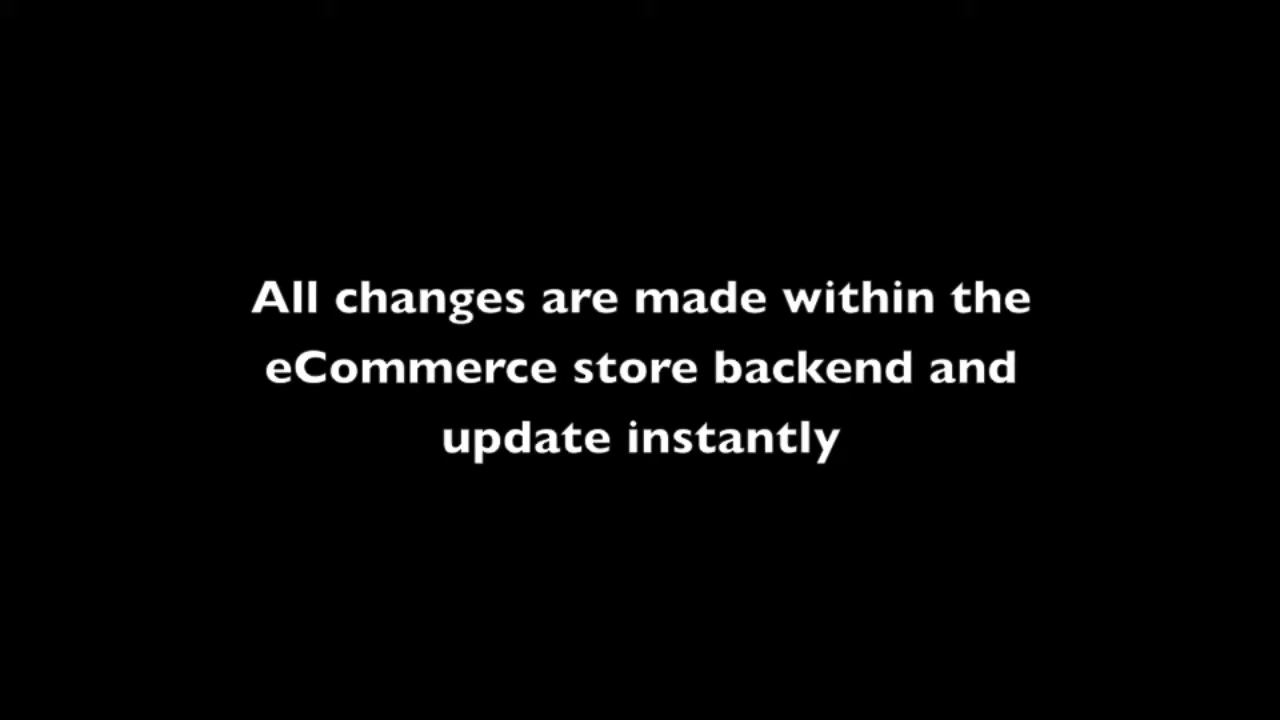 All changes are made within the
eCommerce store backend and
update instantly